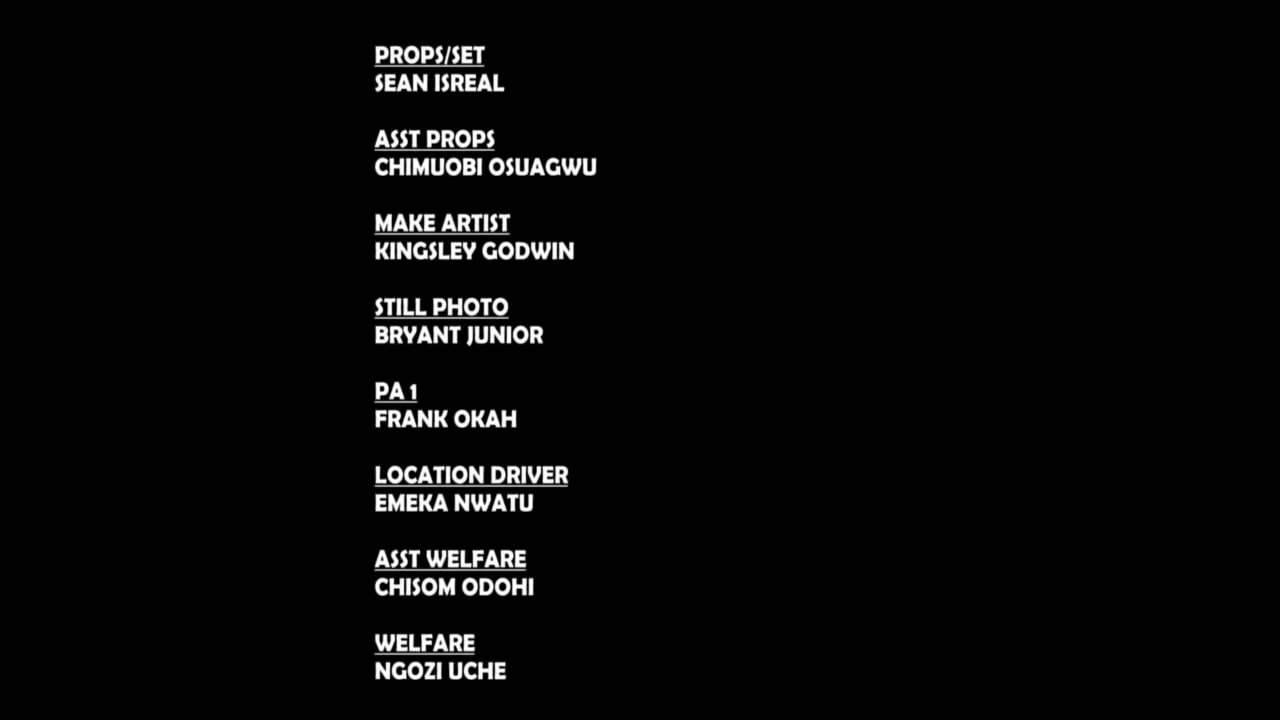 PROPS/SET
SEAN ISREAL
ASST PROPS
CHIMUOBI OSUAGWU
MAKE ARTIST
KINGSLEY GODWIN
STILL PHOTO
BRYANT JUNIOR
PA 1
FRANK OKAH
LOCATION DRIVER
EMEKA NWATU
ASST WELFARE
CHISOM ODOHI
WELFARE
NGOZI UCHE